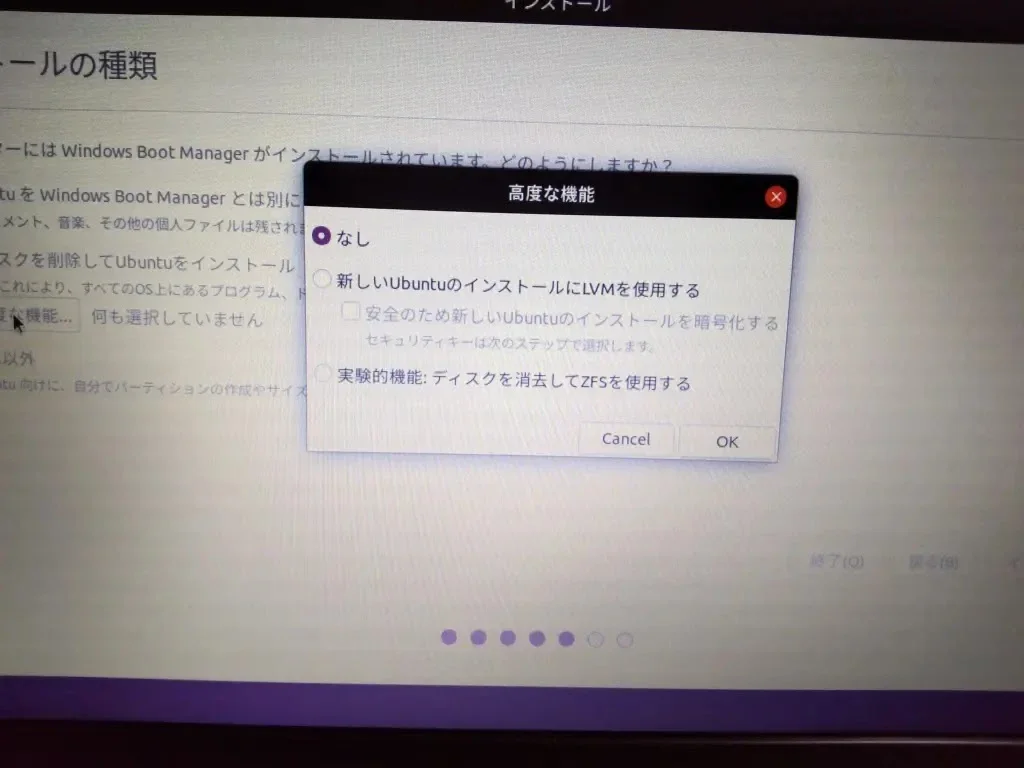 インストール
ールの種類
ーには Windows Boot Manager がインストールされています。どのようにしますか？
tu を Windows Boot Manager とは別に
メント、音楽、その他の個人ファイルは残されま
スクを削除してUbuntuをインストール
これにより、すべてのOS上にあるプログラム、ド
度な機能... 何も選択していません
以外
ntu 向けに、自分でパーティションの作成やサイズ
高度な機能
なし
新しいUbuntuのインストールにLVMを使用する
安全のため新しいUbuntuのインストールを暗号化する
セキュリティキーは次のステップで選択します。
実験的機能: ディスクを消去してZFSを使用する
Cancel OK
終了(Q) 戻る(B) イ